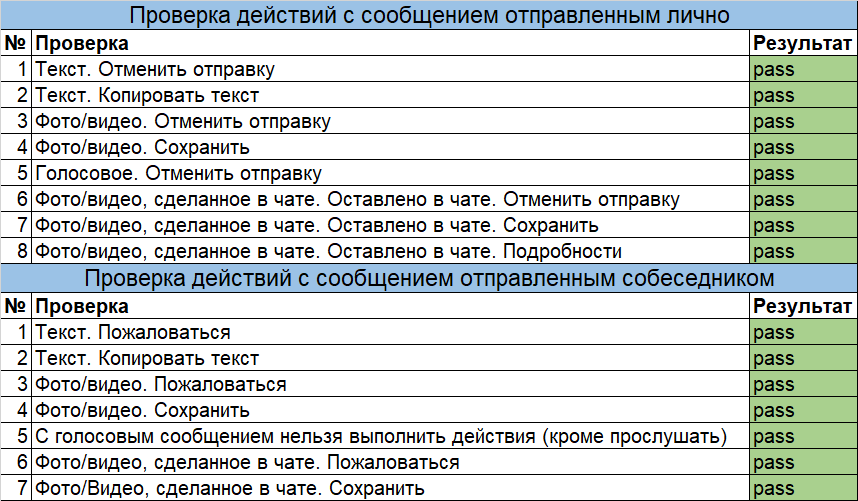 Проверка действий с сообщением отправленным лично
№ Проверка Результат
1 Текст. Отменить отправку pass
2 Текст. Копировать текст pass
3 Фото/видео. Отменить отправку pass
4 Фото/видео. Сохранить pass
5 Голосовое. Отменить отправку pass
6 Фото/видео, сделанное в чате. Оставлено в чате. Отменить отправку pass
7 Фото/видео, сделанное в чате. Оставлено в чате. Сохранить pass
8 Фото/видео, сделанное в чате. Оставлено в чате. Подробности pass
Проверка действий с сообщением отправленным собеседником
№ Проверка Результат
1 Текст. Пожаловаться pass
2 Текст. Копировать текст pass
3 Фото/видео. Пожаловаться pass
4 Фото/видео. Сохранить pass
5 С голосовым сообщением нельзя выполнить действия (кроме прослушать) pass
6 Фото/видео, сделанное в чате. Пожаловаться pass
7 Фото/Видео, сделанное в чате. Сохранить pass